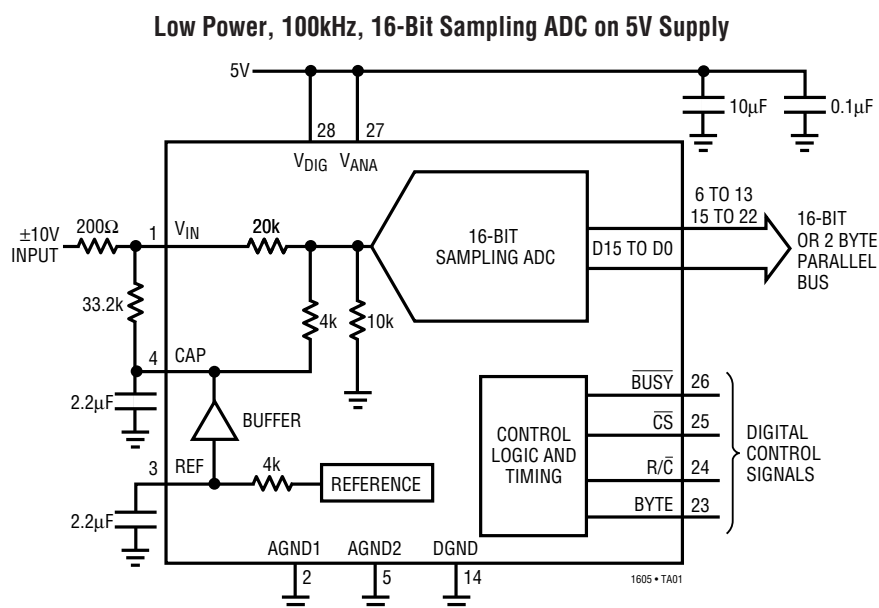 Low Power, 100kHz, 16-Bit Sampling ADC on 5V Supply
5V
10µF
0.1µF
28
27
VDIG
VANA
6 TO 13
15 TO 22
200Ω
1
VIN
20k
±10V
INPUT
16-BIT
SAMPLING ADC
D15 TO D0
16-BIT
OR 2 BYTE
PARALLEL
BUS
33.2k
4k
10k
4
CAP
2.2µF
BUFFER
BUSY
26
CS
25
CONTROL
LOGIC AND
TIMING
DIGITAL
CONTROL
SIGNALS
R/C
24
BYTE
23
3
REF
4k
REFERENCE
2.2µF
AGND1
AGND2
DGND
2
5
14
1605 • TA01